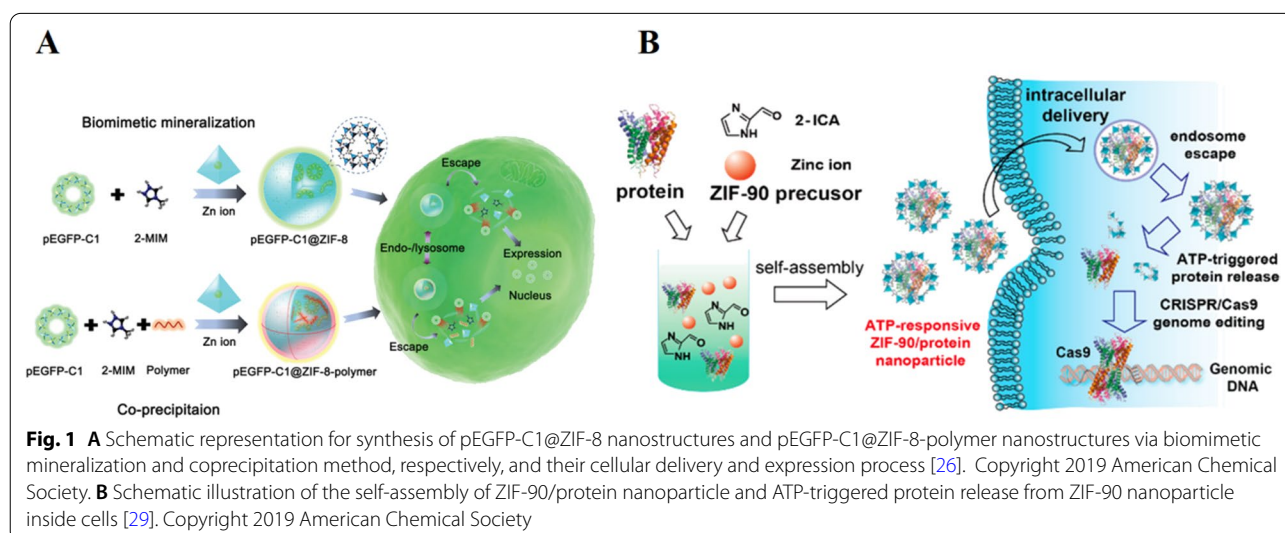 A
Biomimetic mineralization
Zn ion
pEGFP-C1
2-MIM
pEGFP-C1@ZIF-8
Escape
Endo-/lysosome
Expression
Nucleus
Escape
Zn ion
pEGFP-C1 2-MIM Polymer
pEGFP-C1@ZIF-8-polymer
Co-precipitaion
B
protein
N
NH
O
2-ICA
Zinc ion
ZIF-90 precusor
N
NH
O
N
NH
O
self-assembly
ATP-responsive
ZIF-90/protein
nanoparticle
intracellular
delivery
endosome
escape
ATP-triggered
protein release
CRISPR/Cas9
genome editing
Cas9
Genomic
DNA
Fig. 1 A Schematic representation for synthesis of pEGFP-C1@ZIF-8 nanostructures and pEGFP-C1@ZIF-8-polymer nanostructures via biomimetic
mineralization and coprecipitation method, respectively, and their cellular delivery and expression process [26]. Copyright 2019 American Chemical
Society. B Schematic illustration of the self-assembly of ZIF-90/protein nanoparticle and ATP-triggered protein release from ZIF-90 nanoparticle
inside cells [29]. Copyright 2019 American Chemical Society